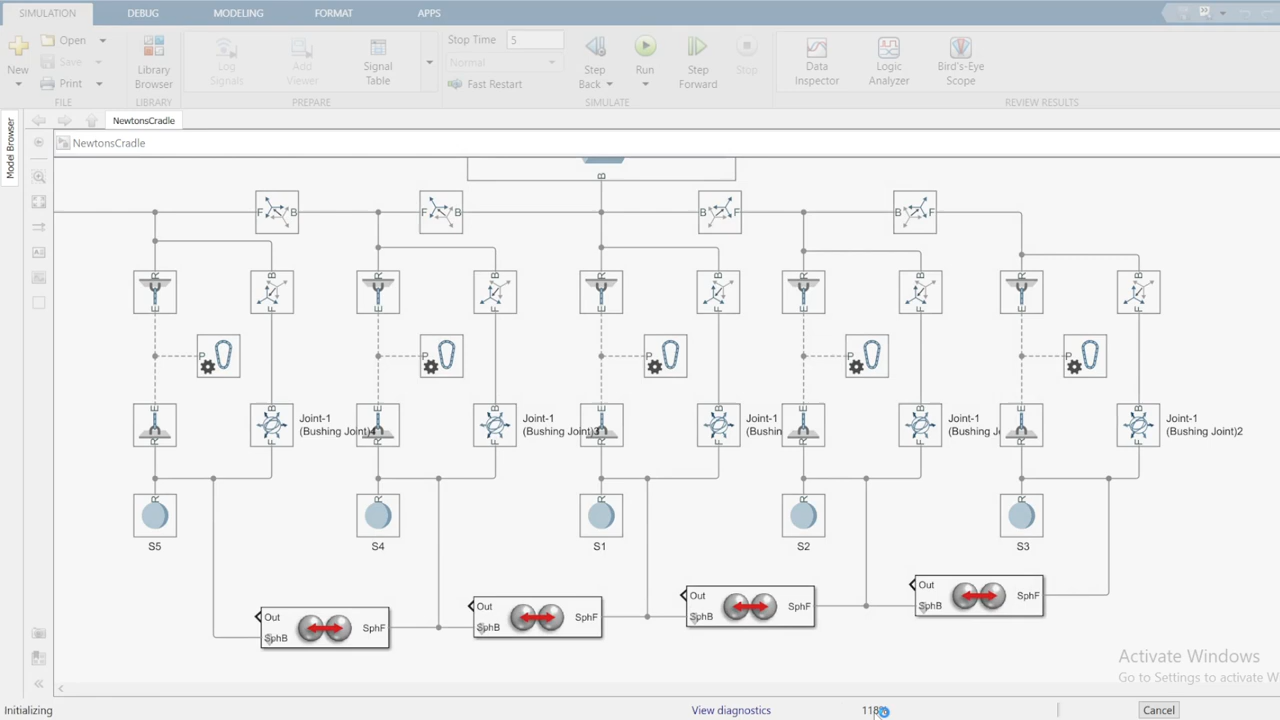 SIMULATION DEBUG MODELING FORMAT APPS
New
Open
Save
Print
FILE
Library
Browser
LIBRARY
Log
Signals
Add
Viewer
Signal
Table
PREPARE
Stop Time 5
Normal
Fast Restart
Step
Back
Run
Step
Forward
Stop
SIMULATE
Data
Inspector
Logic
Analyzer
Bird's-Eye
Scope
REVIEW RESULTS
Model Browser
NewtonsCradle
NewtonsCradle
B
F B F B B F B F
R B R B R B R B R B
E F E F E F E F E F
P P P P P
E B E B E B E B E B
Joint-1
(Bushing Joint)4
Joint-1
(Bushing Joint)3
Joint-1
(Bushin
Joint-1
(Bushing J
Joint-1
(Bushing Joint)2
R F R F R F R F R F
R R R R R
S5 S4 S1 S2 S3
Out
SphB SphF
Out
SphB SphF
Out
SphB SphF
Out
SphB SphF
Activate Windows
Go to Settings to activate W
Initializing View diagnostics 118% Cancel